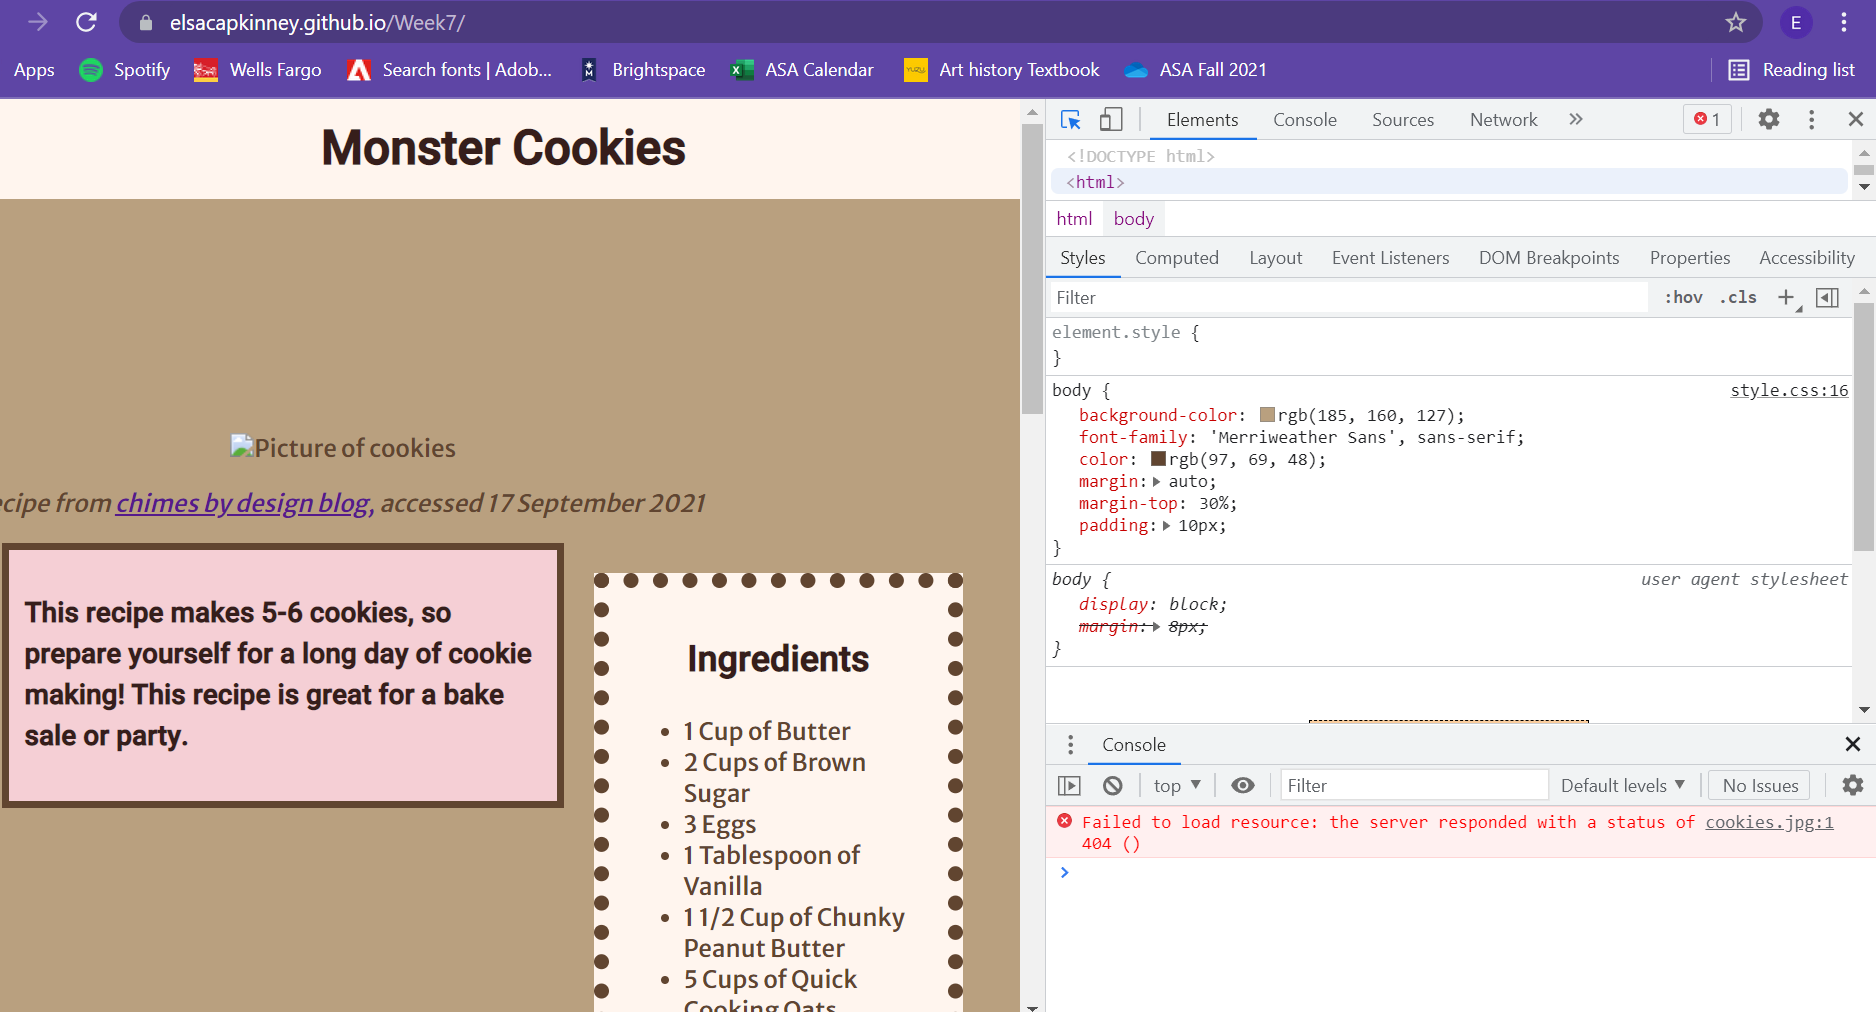 elsacapkinney.github.io/Week7/
E
Apps
Spotify
Wells Fargo
Search fonts | Adob...
Brightspace
ASA Calendar
Art history Textbook
ASA Fall 2021
Reading list
Monster Cookies
Picture of cookies
ecipe from chimes by design blog, accessed 17 September 2021
This recipe makes 5-6 cookies, so
prepare yourself for a long day of cookie
making! This recipe is great for a bake
sale or party.
Ingredients
1 Cup of Butter
2 Cups of Brown
Sugar
3 Eggs
1 Tablespoon of
Vanilla
1 1/2 Cup of Chunky
Peanut Butter
5 Cups of Quick
Cooking Oats
Elements
Console
Sources
Network
1
<!DOCTYPE html>
<html>
html
body
Styles
Computed
Layout
Event Listeners
DOM Breakpoints
Properties
Accessibility
Filter
:hov
.cls
element.style {
}
body {
style.css:16
background-color: rgb(185, 160, 127);
font-family: 'Merriweather Sans', sans-serif;
color: rgb(97, 69, 48);
margin: auto;
margin-top: 30%;
padding: 10px;
}
body {
user agent stylesheet
display: block;
margin: 8px;
}
Console
top
Filter
Default levels
No Issues
Failed to load resource: the server responded with a status of cookies.jpg:1
404 ()